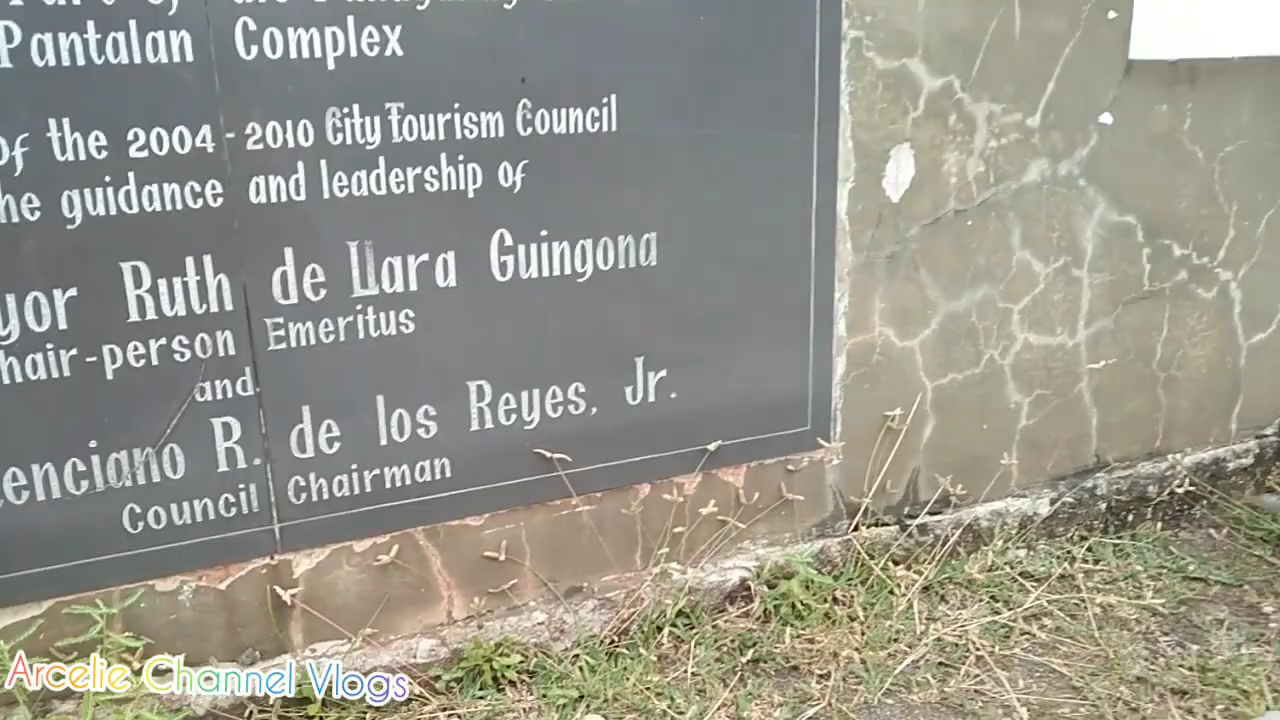 Pantalan Complex
of the 2004-2010 City Tourism Council
he guidance and leadership of
yor Ruth de Llara Guingona
hair-person Emeritus
and
enciano R. de los Reyes, Jr.
Council Chairman
Arcelie Channel Vlogs